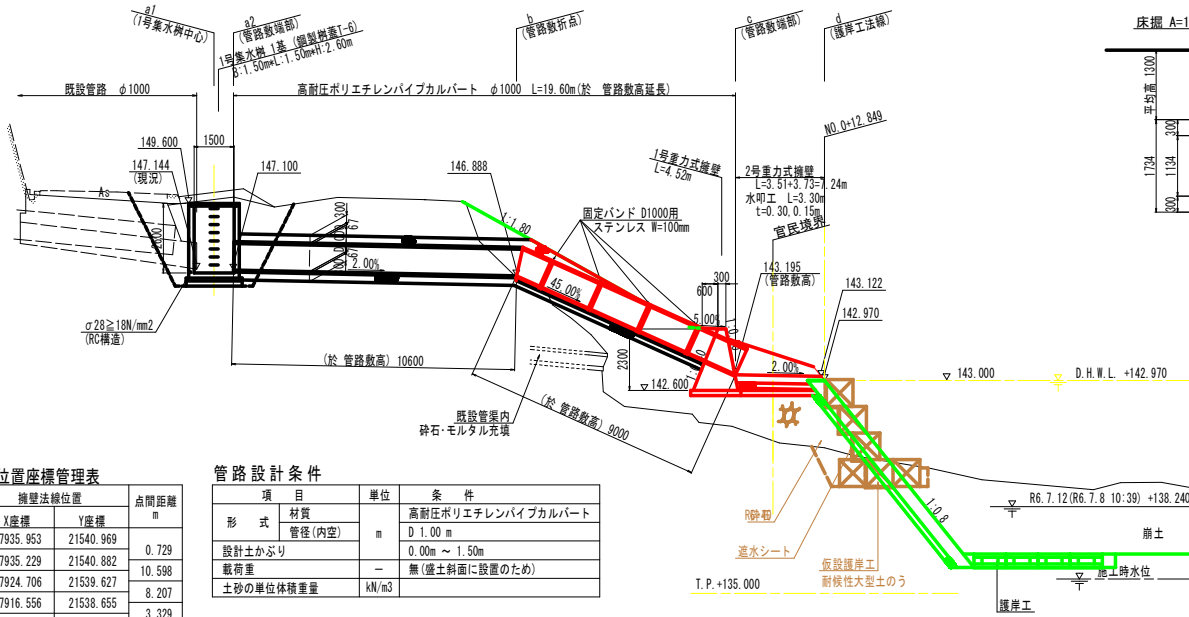 a1
(1号集水桝中心)
a2
(管路敷端部)
1号集水桝 1基 (鋼製桝蓋T-6)
B:1.50m*L:1.50m*H:2.60m
b
(管路敷折点)
c
(管路敷端部)
d
(護岸工法線)
床掘 A=1
既設管路 φ1000
高耐圧ポリエチレンパイプカルバート φ1000 L=19.60m(於 管路敷高延長)
平均高 1300
300
1734
1134
300
NO.0+12.849
149.600
1500
147.144
(現況)
147.100
146.888
1号重力式擁壁
L=4.52m
2号重力式擁壁
L=3.51+3.73=7.24m
水叩工 L=3.30m
t=0.30,0.15m
官民境界
As
固定バンド D1000用
ステンレス W=100mm
1:1.80
300
67
2.00%
45.00%
143.195
(管路敷高)
300
600
5.00%
143.122
142.970
σ28≧18N/mm2
(RC構造)
(於 管路敷高) 10600
2300
142.600
2.00%
143.000
D.H.W.L. +142.970
(於 管路敷高) 9000
既設管渠内
砕石・モルタル充填
1:0.8
R6.7.12(R6.7.8 10:39) +138.240
崩土
遮水シート
仮設護岸工
耐候性大型土のう
T.P.+135.000
施工時水位
護岸工
位置座標管理表
擁壁法線位置
点間距離
m
X座標
Y座標
7935.953 21540.969
0.729
7935.229 21540.882
10.598
7924.706 21539.627
8.207
7916.556 21538.655
3.329
管路設計条件
項 目 単位 条 件
形 式 材質 m 高耐圧ポリエチレンパイプカルバート
管径(内空) D 1.00 m
設計土かぶり 0.00m ~ 1.50m
載荷重 − 無(盛土斜面に設置のため)
土砂の単位体積重量 kN/m3